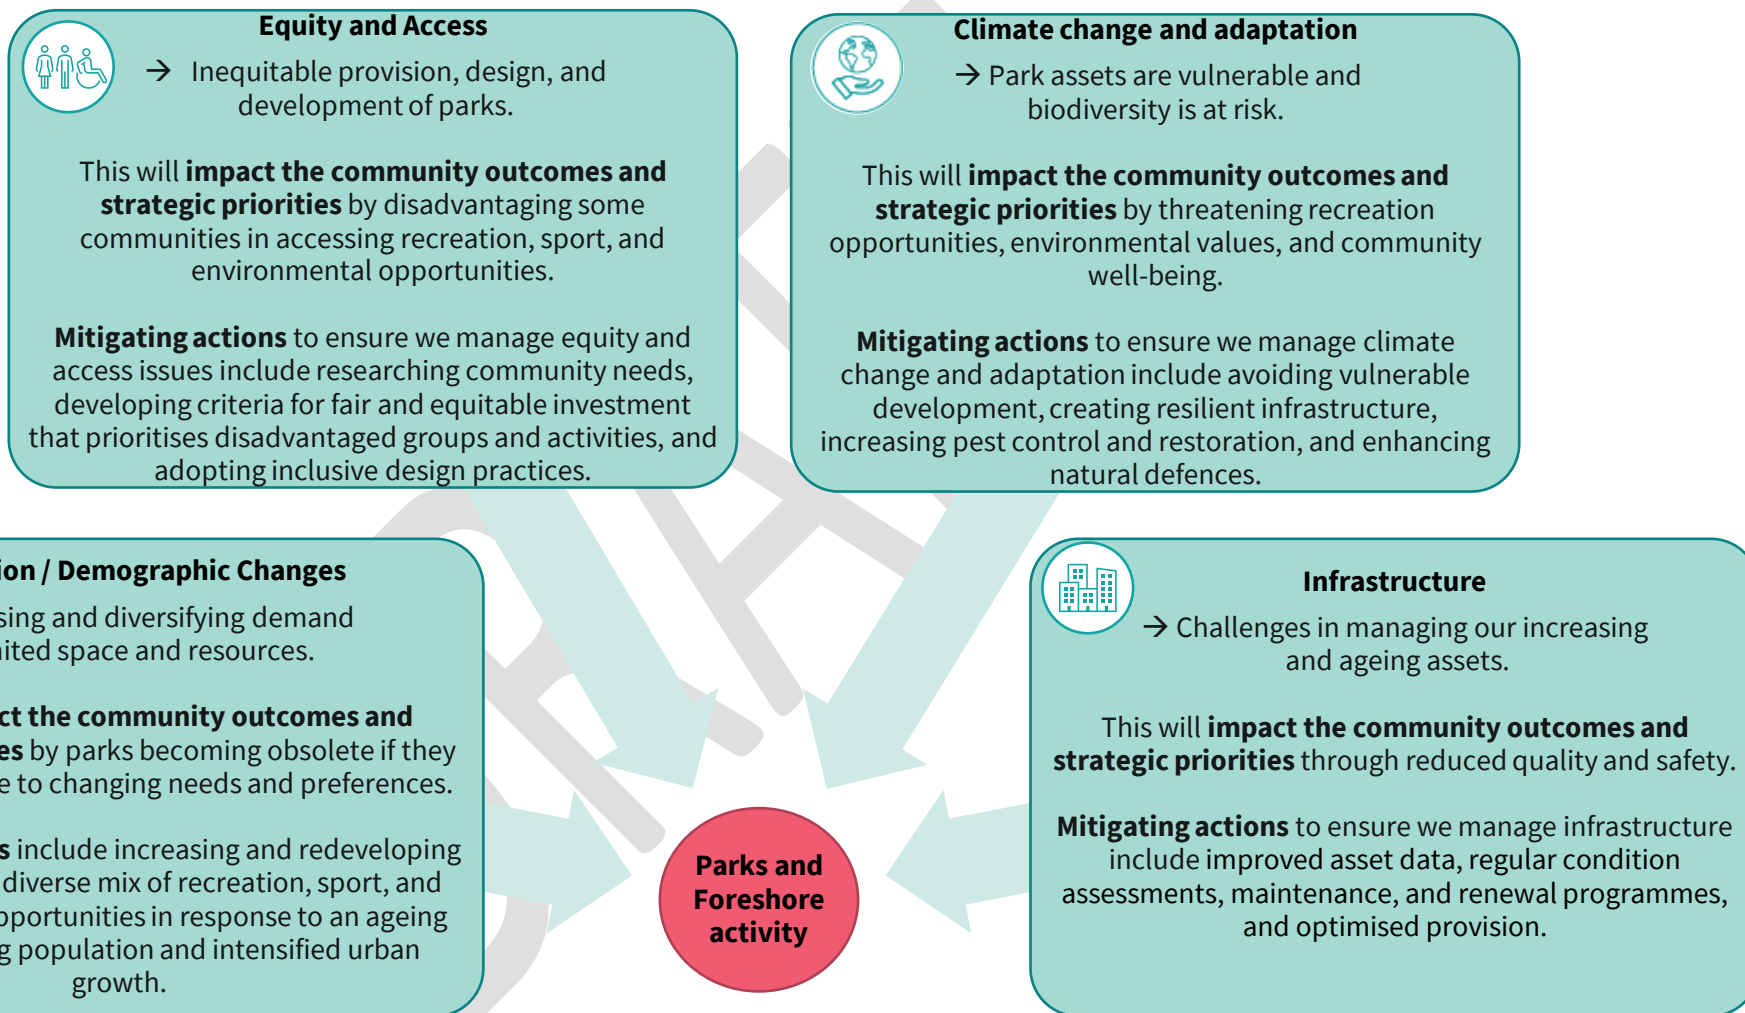 Equity and Access
→ Inequitable provision, design, and
development of parks.
This will impact the community outcomes and
strategic priorities by disadvantaging some
communities in accessing recreation, sport, and
environmental opportunities.
Mitigating actions to ensure we manage equity and
access issues include researching community needs,
developing criteria for fair and equitable investment
that prioritises disadvantaged groups and activities, and
adopting inclusive design practices.
Climate change and adaptation
→ Park assets are vulnerable and
biodiversity is at risk.
This will impact the community outcomes and
strategic priorities by threatening recreation
opportunities, environmental values, and community
well-being.
Mitigating actions to ensure we manage climate
change and adaptation include avoiding vulnerable
development, creating resilient infrastructure,
increasing pest control and restoration, and enhancing
natural defences.
/ Demographic Changes
and diversifying demand
space and resources.
the community outcomes and
by parks becoming obsolete if they
to changing needs and preferences.
include increasing and redeveloping
diverse mix of recreation, sport, and
opportunities in response to an ageing
population and intensified urban
growth.
Infrastructure
→ Challenges in managing our increasing
and ageing assets.
This will impact the community outcomes and
strategic priorities through reduced quality and safety.
Mitigating actions to ensure we manage infrastructure
include improved asset data, regular condition
assessments, maintenance, and renewal programmes,
and optimised provision.
Parks and
Foreshore
activity